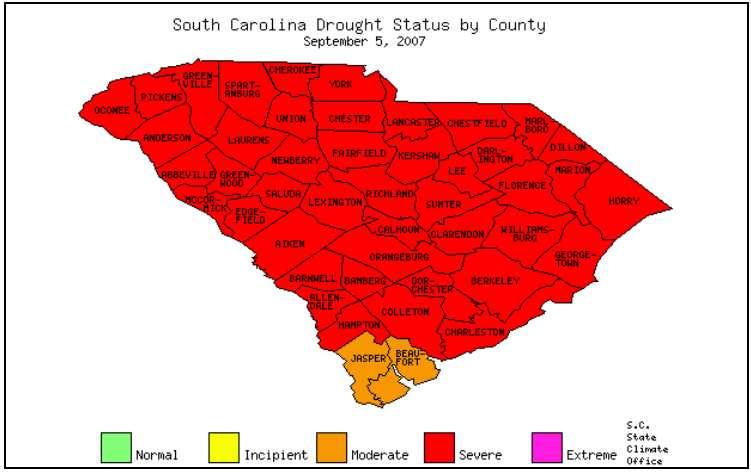 South Carolina Drought Status by County
September 5, 2007
CHEROKEE
GREEN-
VILLE
SPART-
ANBURG
YORK
PICKENS
OCONEE
UNION
CHESTER
LANCASTER
CHESTFIELD
MARL
BORO
ANDERSON
LAURENS
DILLON
NEWBERRY
FAIRFIELD
KERSHAW
DARL-
INGTON
LEE
MARION
ABBEVILLE
GREEN-
WOOD
FLORENCE
SALUDA
RICHLAND
LEXINGTON
SUMTER
HORRY
MCCOR-
MICK
EDGE-
FIELD
CALHOUN
CLARENDON
WILLIAMS-
BURG
AIKEN
ORANGEBURG
GEORGE-
TOWN
BARNWELL
BAMBERG
DOR-
CHESTER
BERKELEY
ALLEN-
DALE
COLLETON
HAMPTON
CHARLESTON
JASPER
BEAU-
FORT
Normal
Incipient
Moderate
Severe
Extreme
S.C.
State
Climate
Office